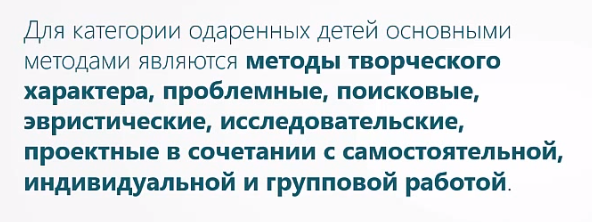 Для категории одаренных детей основными
методами являются методы творческого
характера, проблемные, поисковые,
эвристические, исследовательские,
проектные в сочетании с самостоятельной,
индивидуальной и групповой работой.